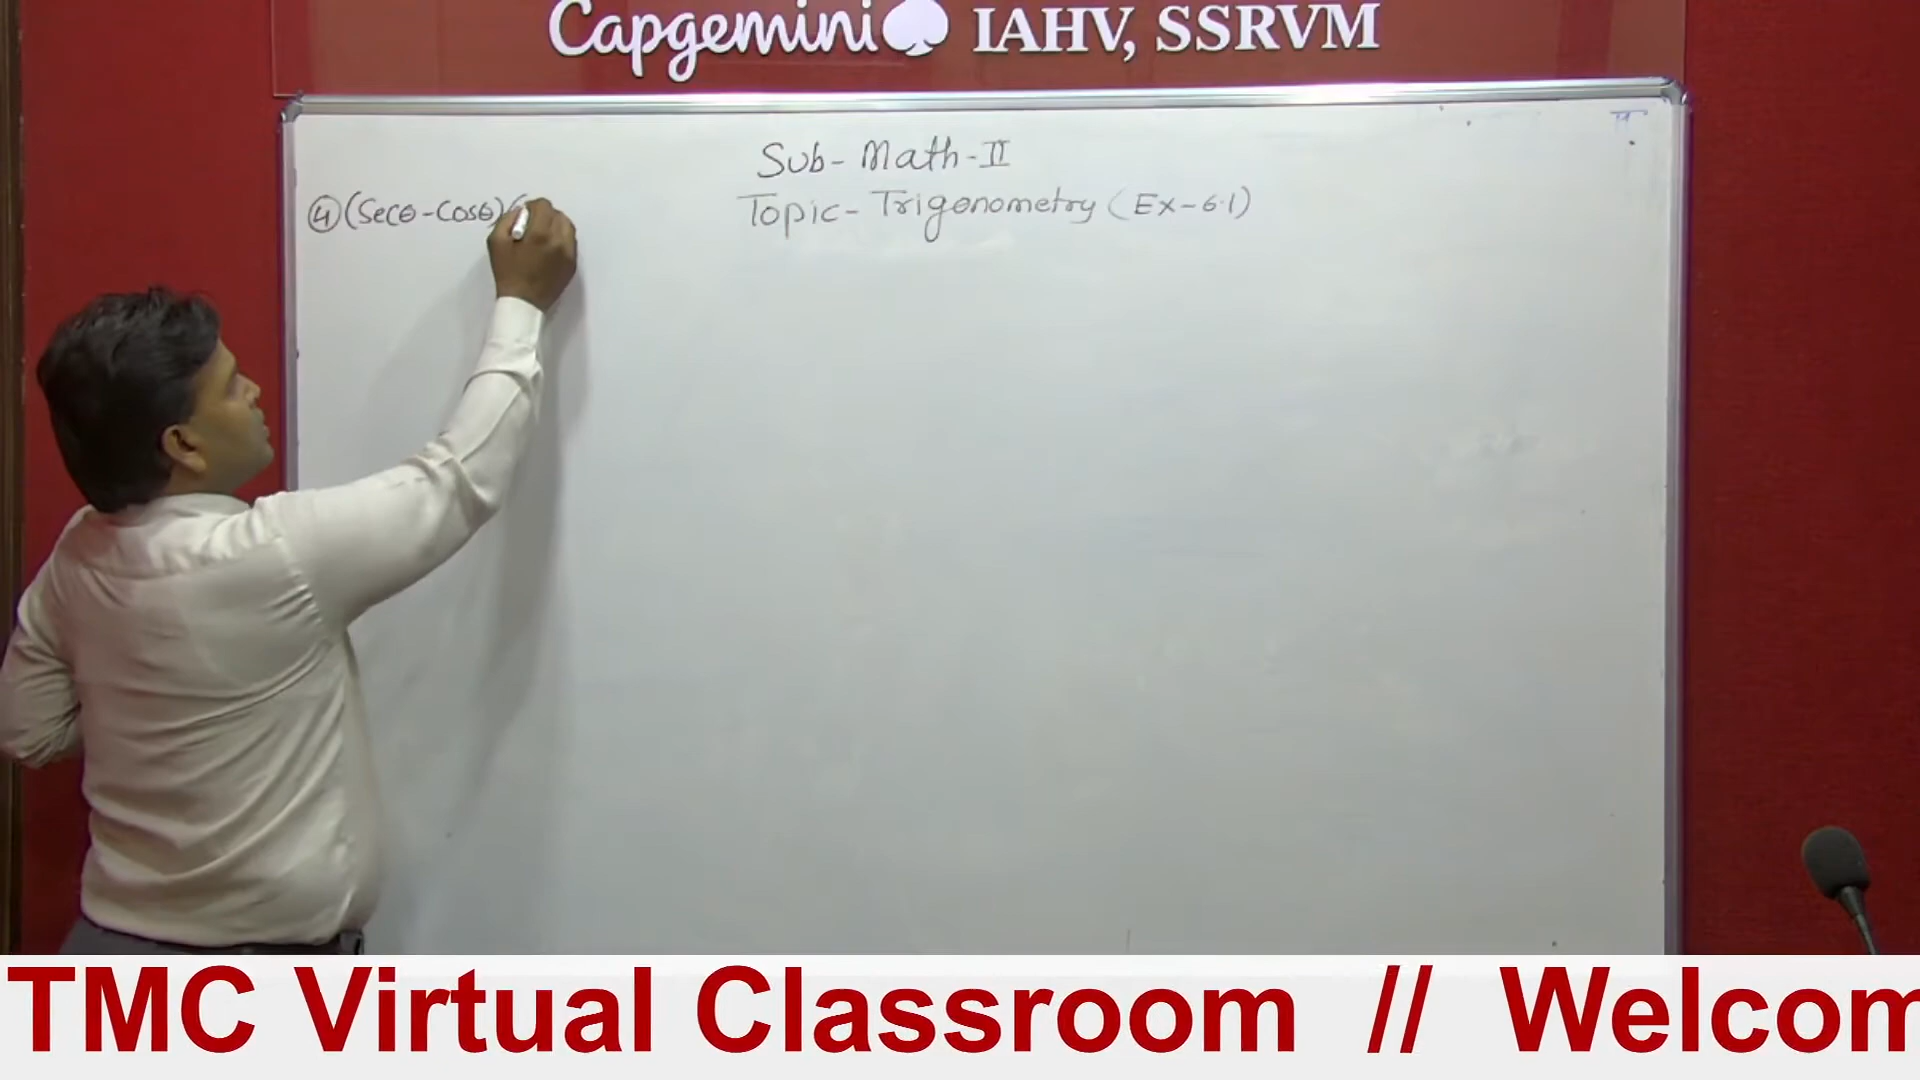 Capgemini IAHV, SSRVM
Sub- Math-II
Topic- Trigonometry (Ex-6.1)
④(Secθ-Cosθ)(
TMC Virtual Classroom // Welcom